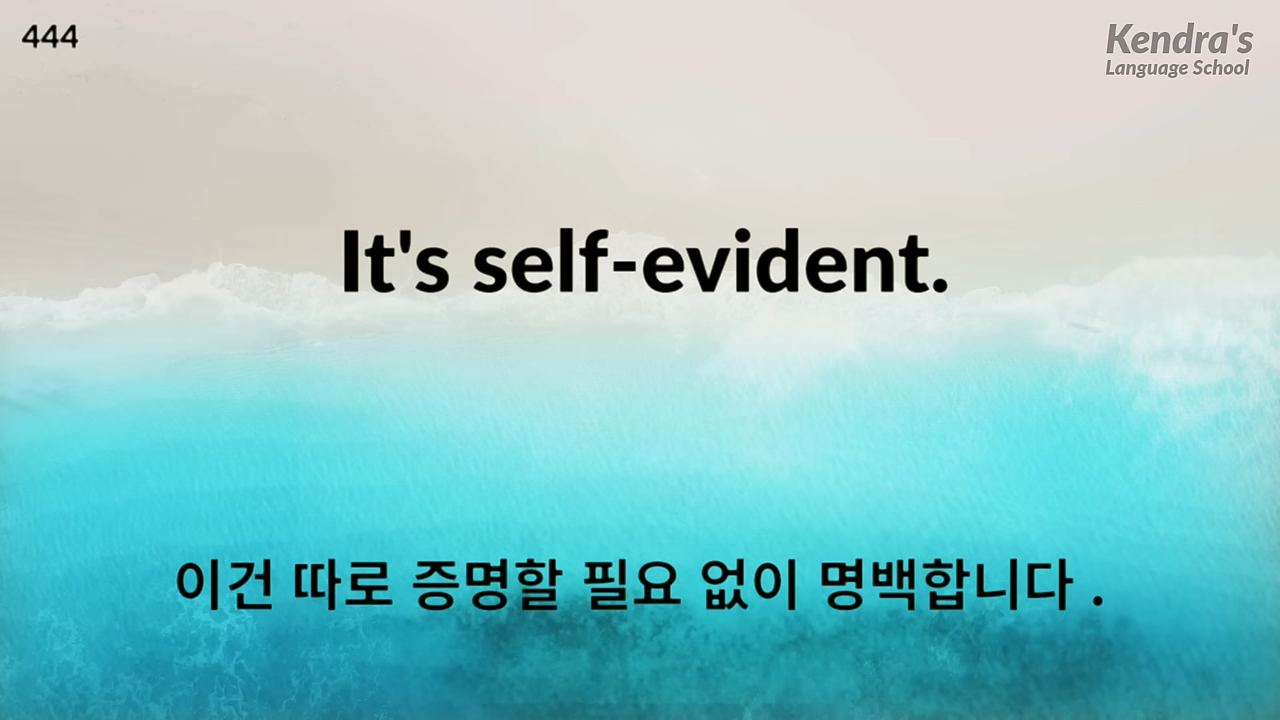 444
Kendra's
Language School
It's self-evident.
이건 따로 증명할 필요 없이 명백합니다 .